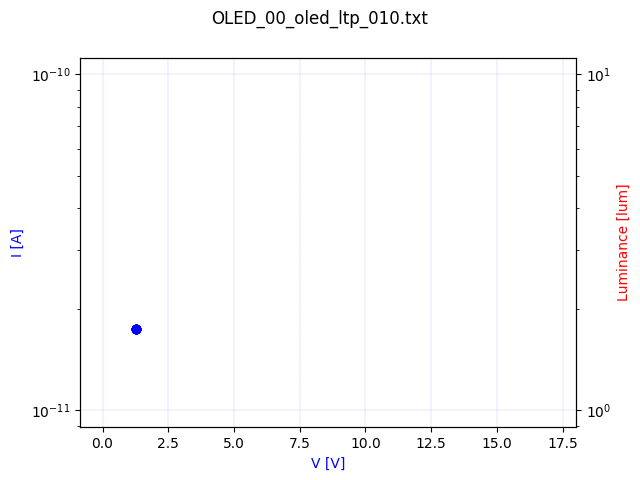 OLED_00_oled_ltp_010.txt
10⁻¹⁰
10⁻¹¹
I [A]
10¹
10⁰
Luminance [lum]
0.0 2.5 5.0 7.5 10.0 12.5 15.0 17.5
V [V]